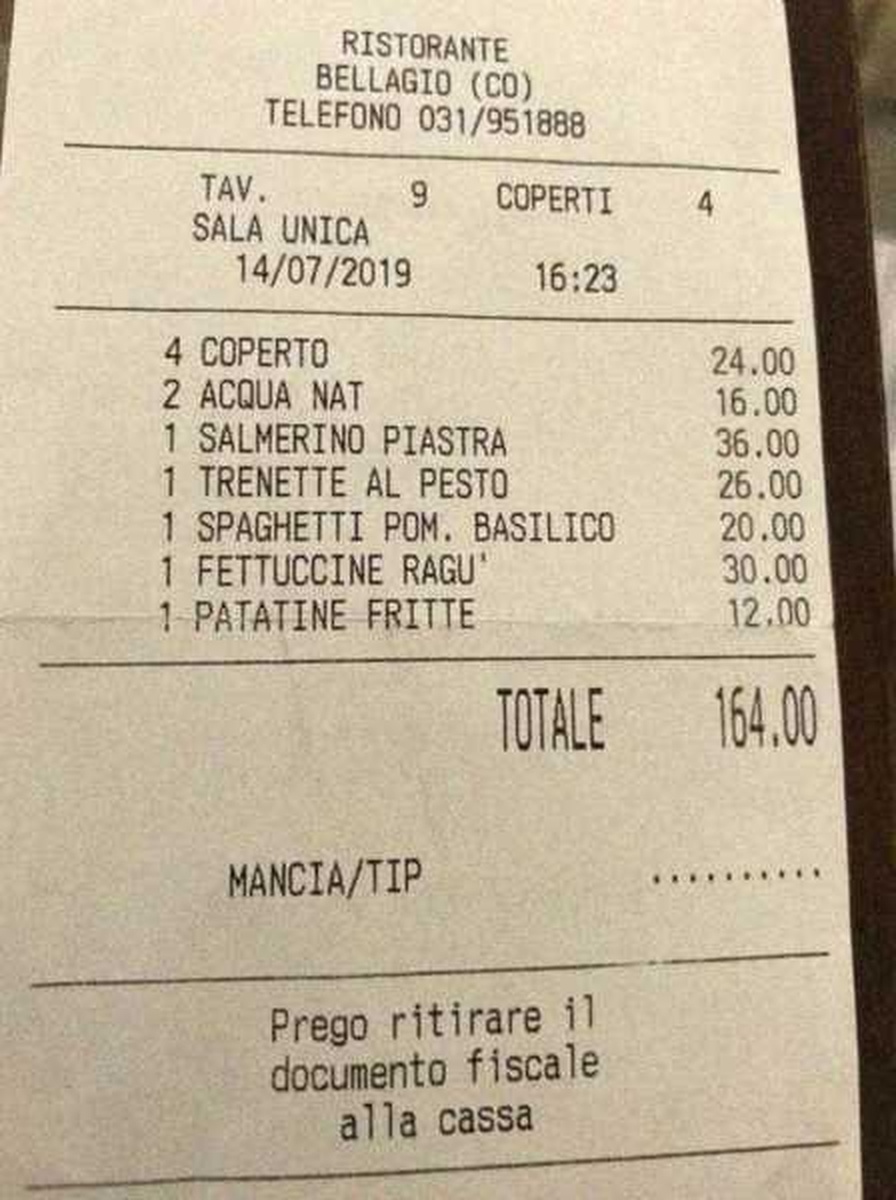 RISTORANTE
BELLAGIO (CO)
TELEFONO 031/951888
TAV. 9 COPERTI 4
SALA UNICA
14/07/2019 16:23
4 COPERTO 24.00
2 ACQUA NAT 16.00
1 SALMERINO PIASTRA 36.00
1 TRENETTE AL PESTO 26.00
1 SPAGHETTI POM. BASILICO 20.00
1 FETTUCCINE RAGU' 30.00
1 PATATINE FRITTE 12.00
TOTALE 164.00
MANCIA/TIP ..........
Prego ritirare il
documento fiscale
alla cassa